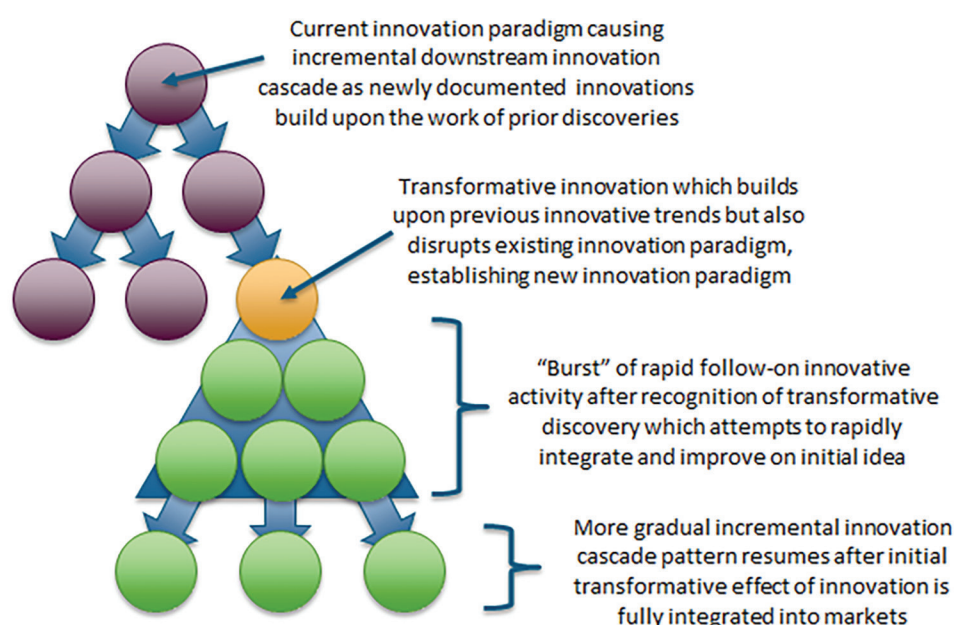 Current innovation paradigm causing
incremental downstream innovation
cascade as newly documented innovations
build upon the work of prior discoveries
Transformative innovation which builds
upon previous innovative trends but also
disrupts existing innovation paradigm,
establishing new innovation paradigm
“Burst” of rapid follow-on innovative
activity after recognition of transformative
discovery which attempts to rapidly
integrate and improve on initial idea
More gradual incremental innovation
cascade pattern resumes after initial
transformative effect of innovation is
fully integrated into markets